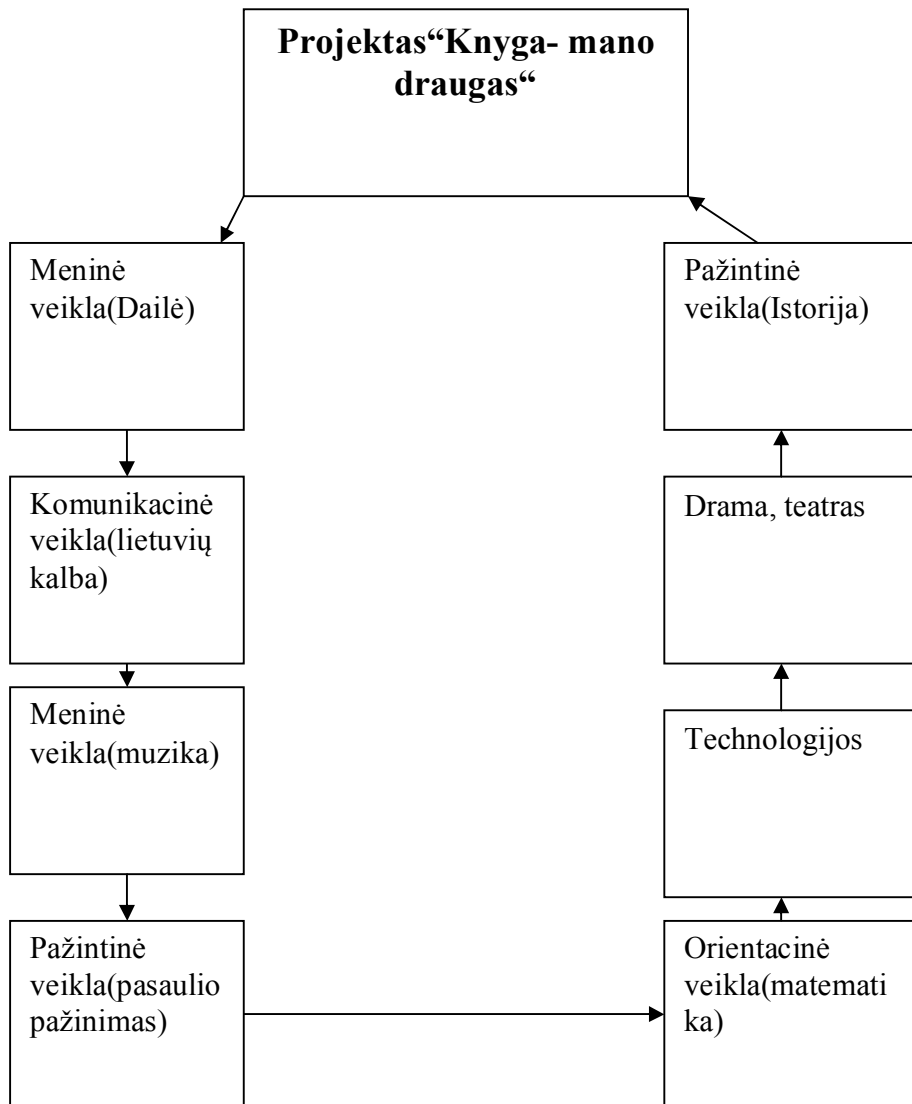 Projektas“Knyga- mano
draugas“
Meninė
veikla(Dailė)
Pažintinė
veikla(Istorija)
Komunikacinė
veikla(lietuvių
kalba)
Drama, teatras
Meninė
veikla(muzika)
Technologijos
Pažintinė
veikla(pasaulio
pažinimas)
Orientacinė
veikla(matemati
ka)